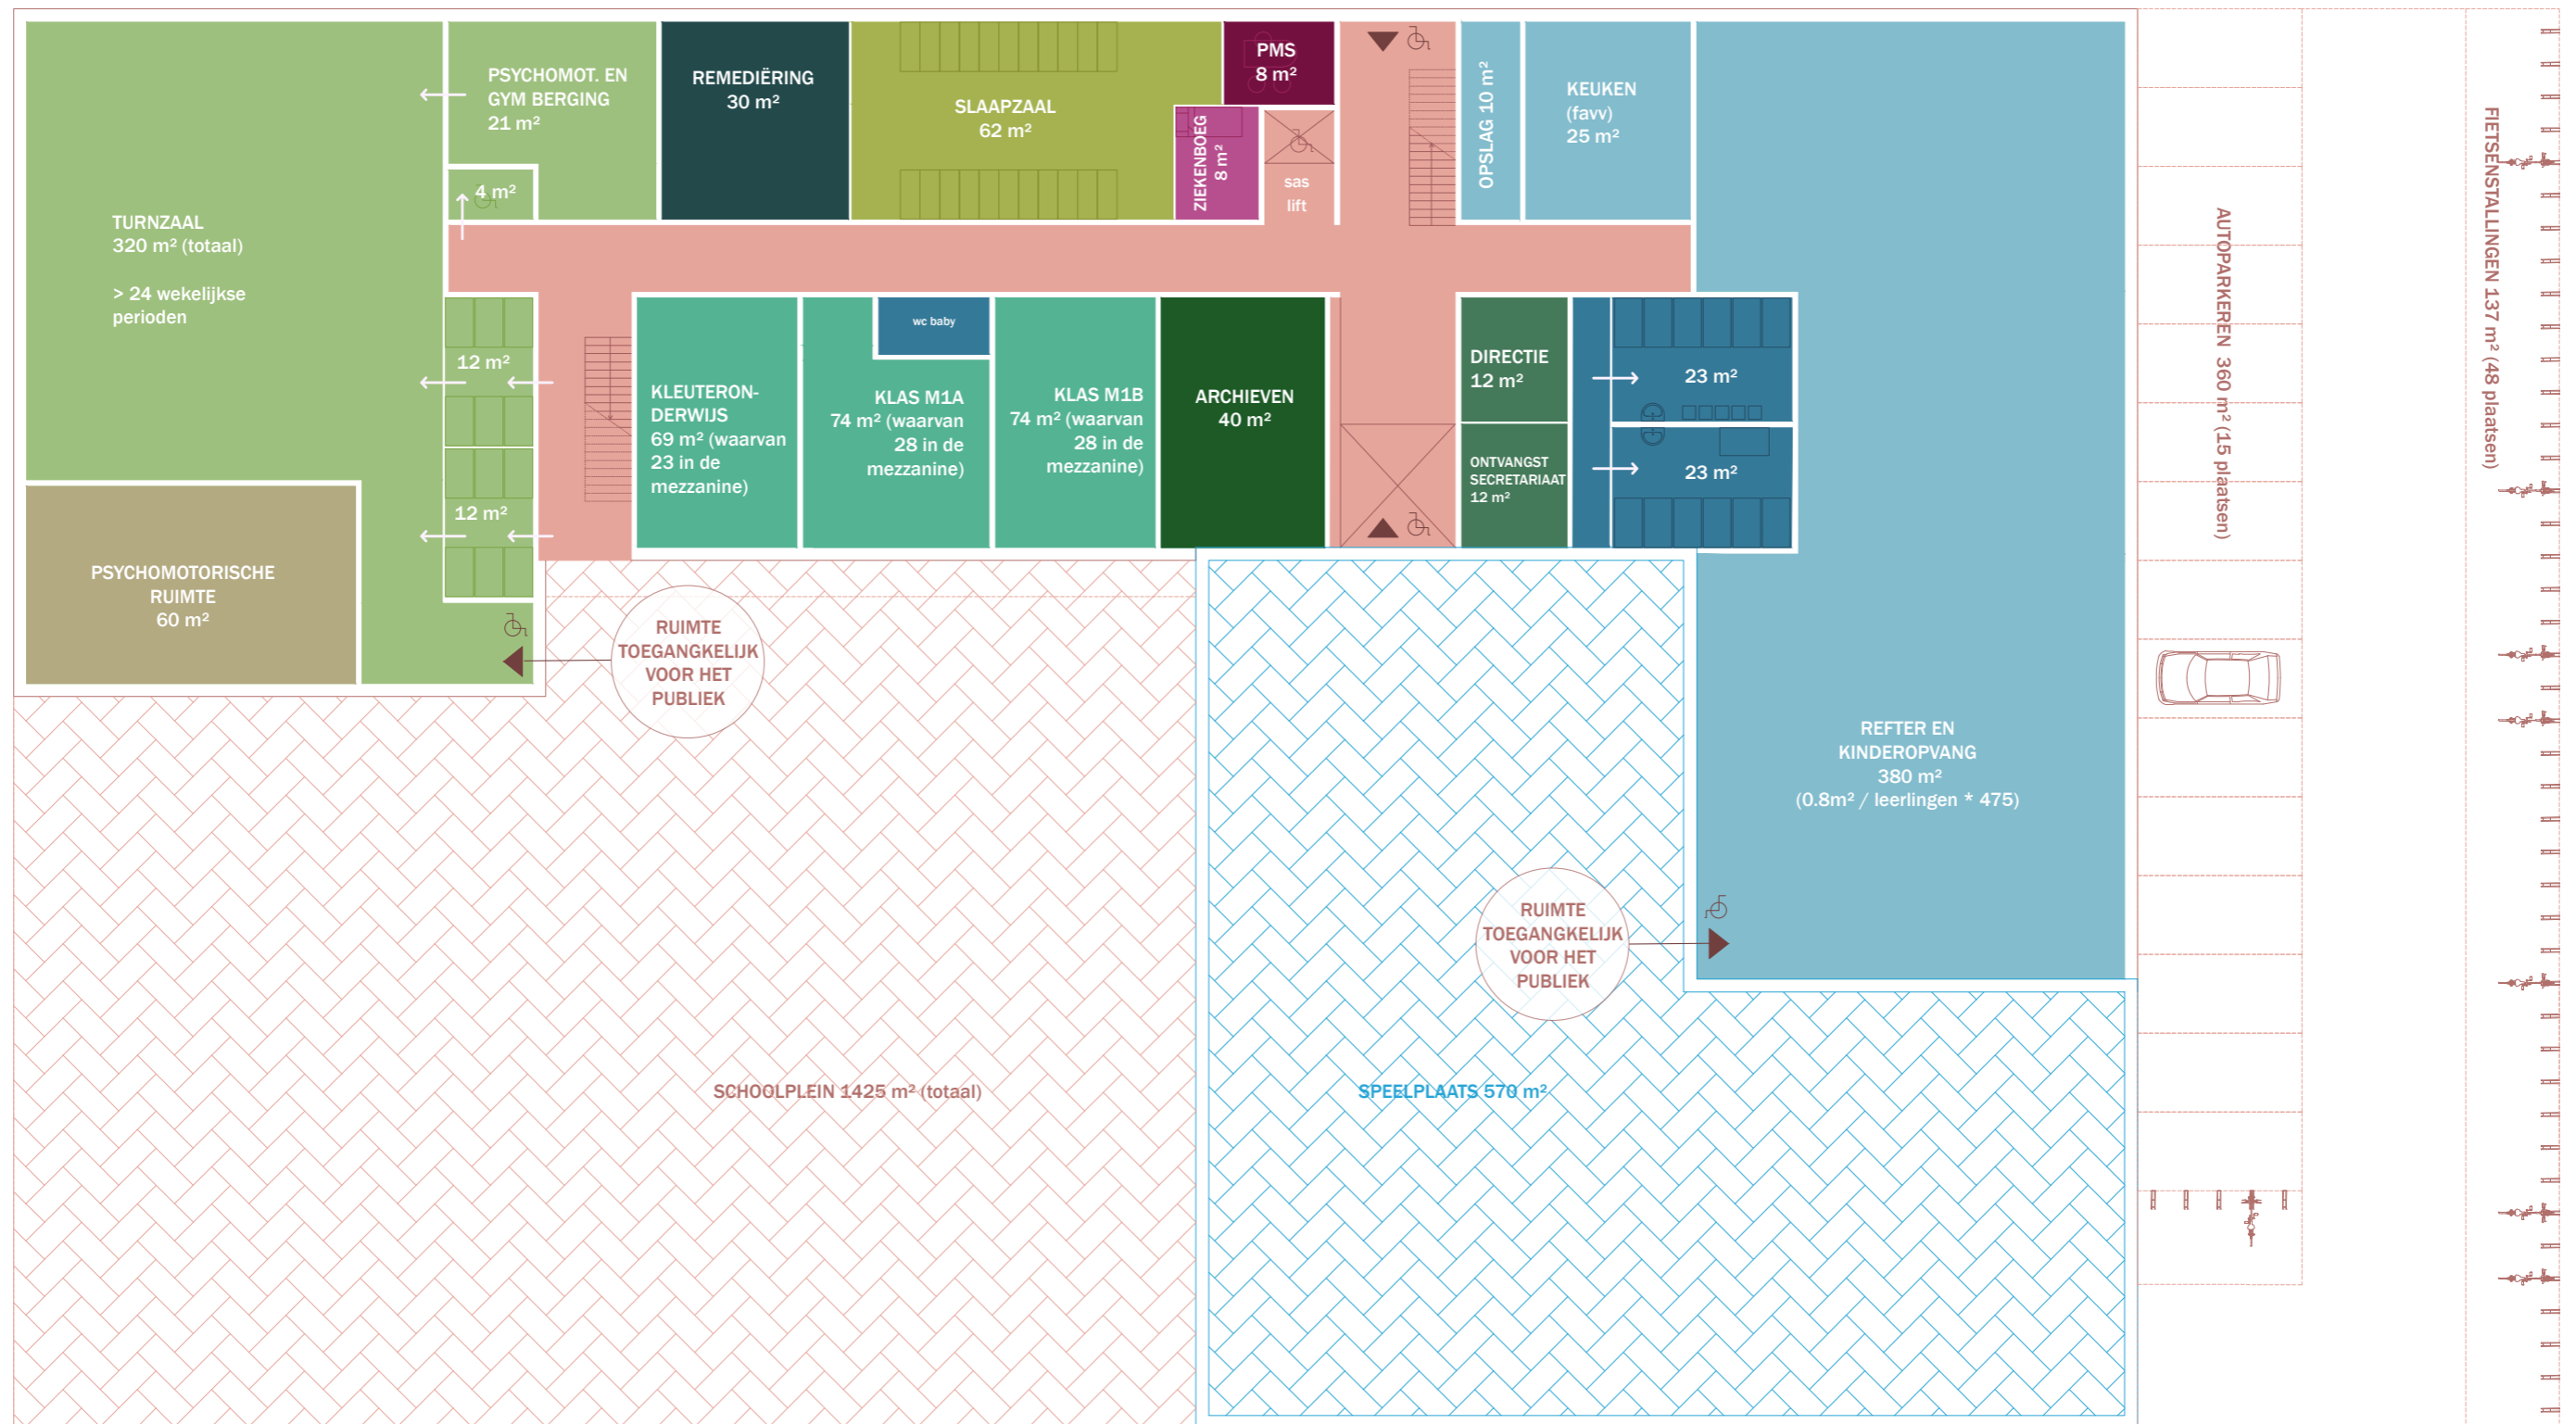 TURNZAAL
320 m² (totaal)
> 24 wekelijkse
perioden
PSYCHOMOT. EN
GYM BERGING
21 m²
4 m²
REMEDIËRING
30 m²
SLAAPZAAL
62 m²
PMS
8 m²
ZIEKENBOEG
8 m²
sas
lift
OPSLAG 10 m²
KEUKEN
(favv)
25 m²
12 m²
12 m²
KLEUTERON-
DERWIJS
69 m² (waarvan
23 in de
mezzanine)
wc baby
KLAS M1A
74 m² (waarvan
28 in de
mezzanine)
KLAS M1B
74 m² (waarvan
28 in de
mezzanine)
ARCHIEVEN
40 m²
DIRECTIE
12 m²
ONTVANGST
SECRETARIAAT
12 m²
23 m²
23 m²
PSYCHOMOTORISCHE
RUIMTE
60 m²
RUIMTE
TOEGANGKELIJK
VOOR HET
PUBLIEK
REFTER EN
KINDEROPVANG
380 m²
(0.8m² / leerlingen * 475)
RUIMTE
TOEGANGKELIJK
VOOR HET
PUBLIEK
SCHOOLPLEIN 1425 m² (totaal)
SPEELPLAATS 570 m²
AUTOPARKEREN 360 m² (15 plaatsen)
FIETSENSTALLINGEN 137 m² (48 plaatsen)